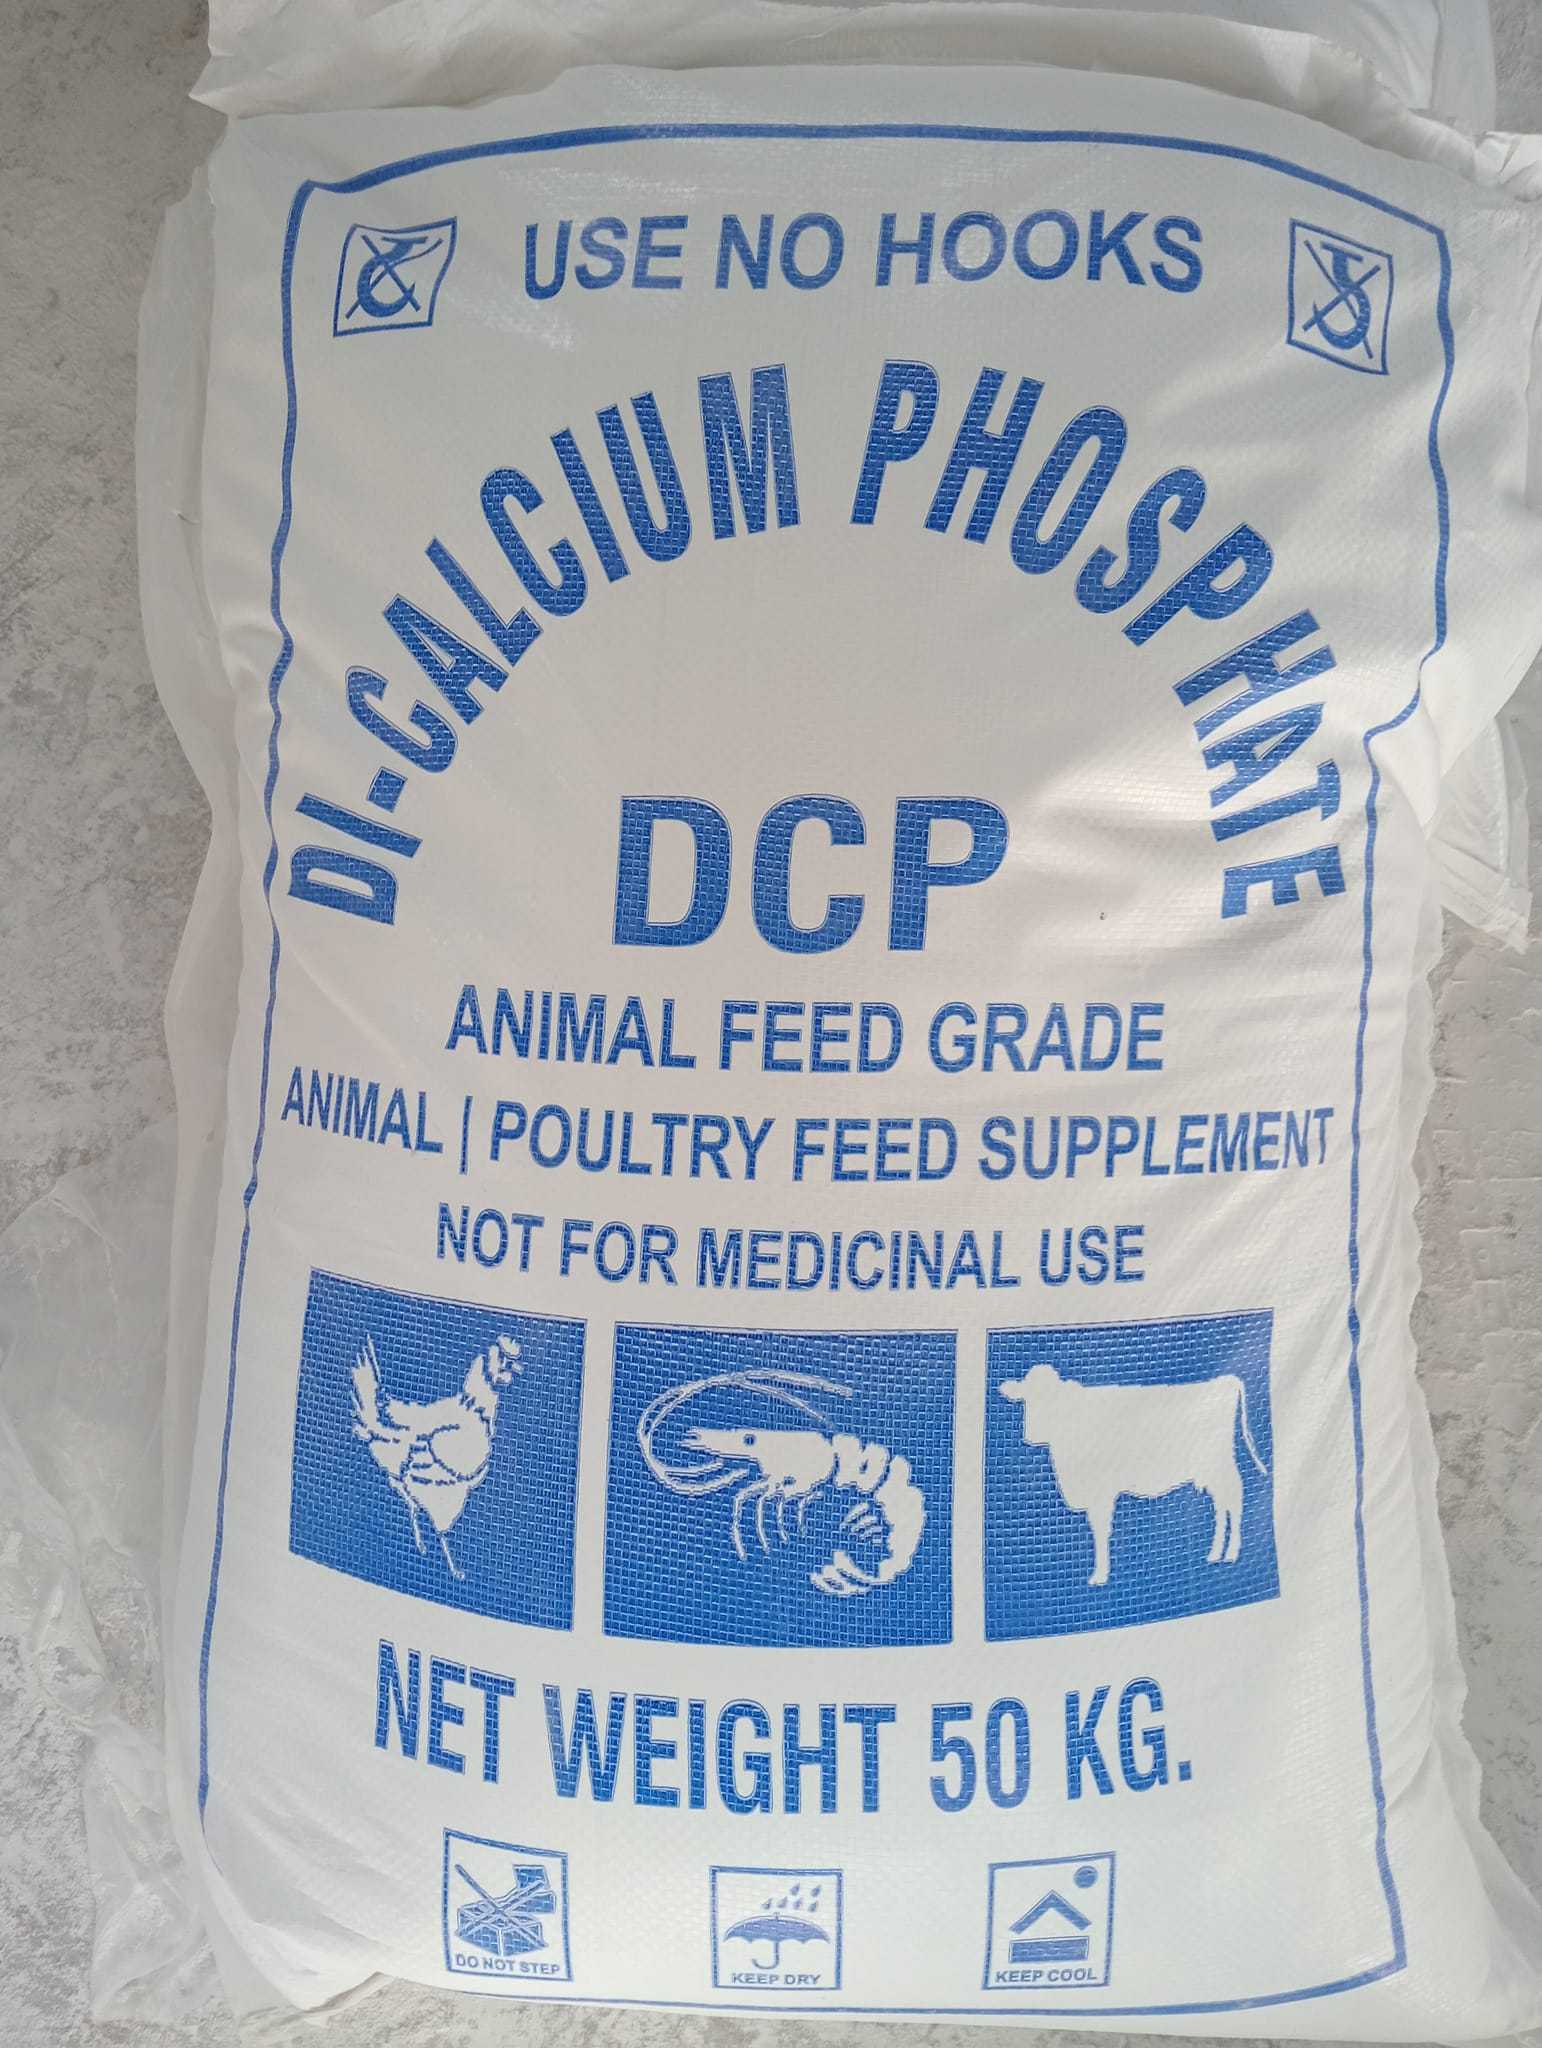 USE NO HOOKS
DI-CALCIUM PHOSPHATE
DCP
ANIMAL FEED GRADE
ANIMAL | POULTRY FEED SUPPLEMENT
NOT FOR MEDICINAL USE
NET WEIGHT 50 KG.
DO NOT STEP
KEEP DRY
KEEP COOL